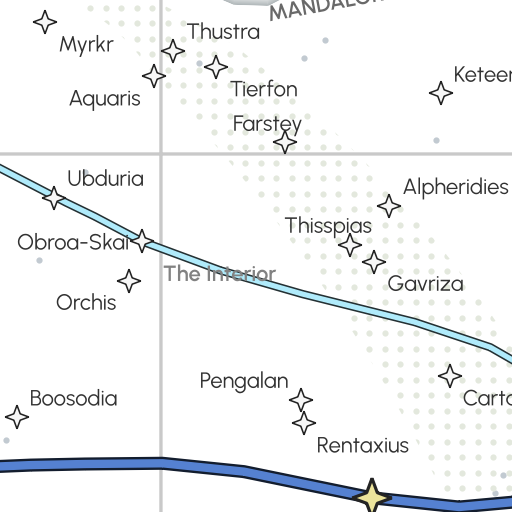 MANDALOR
Myrkr
Thustra
Aquaris
Tierfon
Keteer
Farstey
Ubduria
Alpheridies
Thisspias
Obroa-Skai
The Interior
Gavriza
Orchis
Pengalan
Boosodia
Carto
Rentaxius